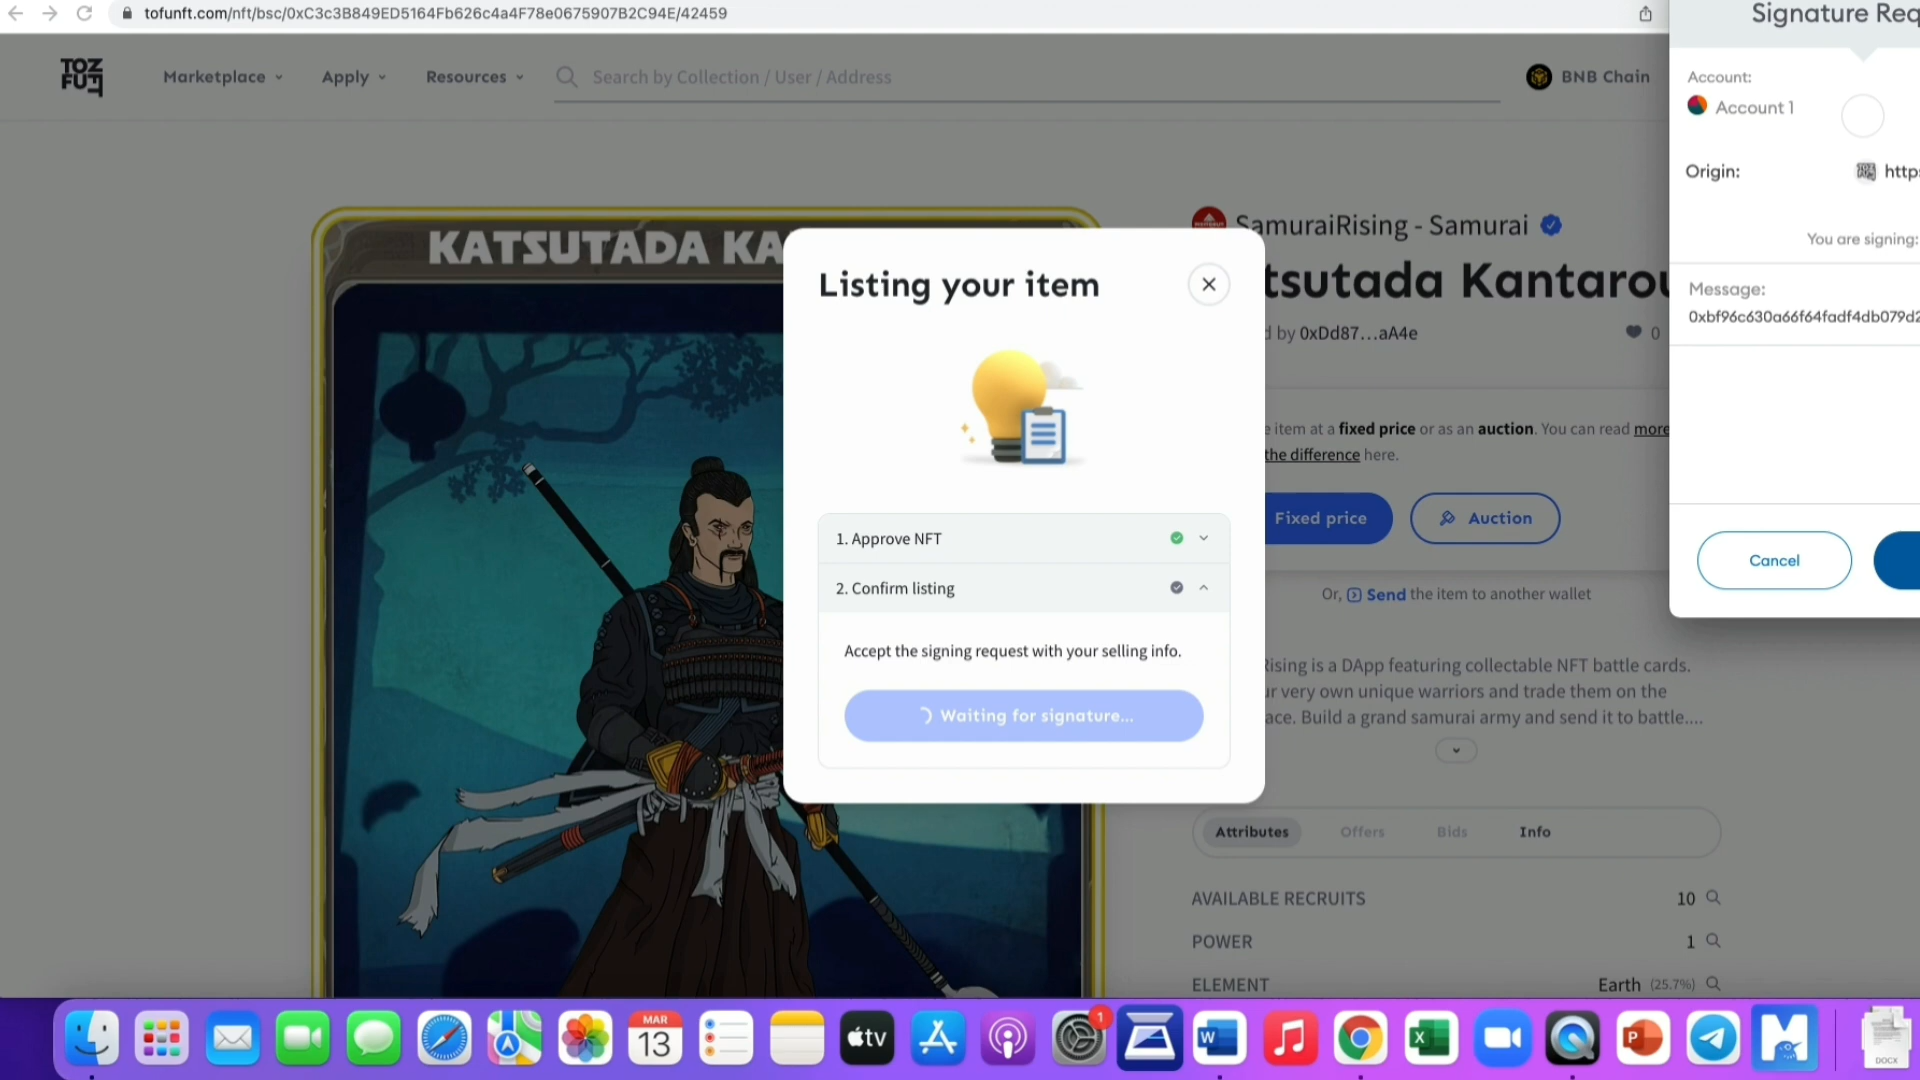 tofunft.com/nft/bsc/0xC3c3B849ED5164Fb626c4a4F78e0675907B2C94E/42459
Signature Req
TOFU NFT
Marketplace
Apply
Resources
Search by Collection / User / Address
BNB Chain
Account:
Account 1
Origin:
https
You are signing:
Message:
0xbf96c630a66f64fadf4db079d2
Cancel
KATSUTADA KA
SamuraiRising - Samurai
tsutada Kantarou
d by 0xDd87...aA4e
0
e item at a fixed price or as an auction. You can read more
the difference here.
Fixed price
Auction
Or, Send the item to another wallet
Listing your item
1. Approve NFT
2. Confirm listing
Accept the signing request with your selling info.
Waiting for signature...
Rising is a DApp featuring collectable NFT battle cards.
ur very own unique warriors and trade them on the
ace. Build a grand samurai army and send it to battle....
Attributes
Offers
Bids
Info
AVAILABLE RECRUITS
10
POWER
1
ELEMENT
Earth (25.7%)
MAR
13
tv
1
W
X
P
DOCX